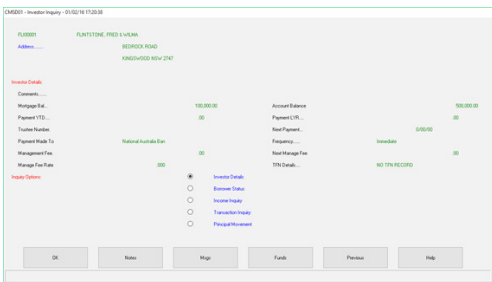 CMSD01 - Investor Inquiry - 01/02/16 17:20:38
FLI00001 FLINTSTONE, FRED & WILMA
Address...... BEDROCK ROAD
KINGSWOOD NSW 2747
Investor Details
Comments......
Mortgage Bal.. 100,000.00 Account Balance 500,000.00
Payment YTD... .00 Payment LYR... .00
Trustee Number. Next Payment... 0/00/00
Payment Made To National Australia Ban Frequency..... Immediate
Management Fee .00 Next Manage Fee .00
Manage Fee Rate .000 TFN Details... NO TFN RECORD
Inquiry Options: Investor Details
Borrower Status
Income Inquiry
Transaction Inquiry
Principal Movement
OK Notes Mrgs Funds Previous Help